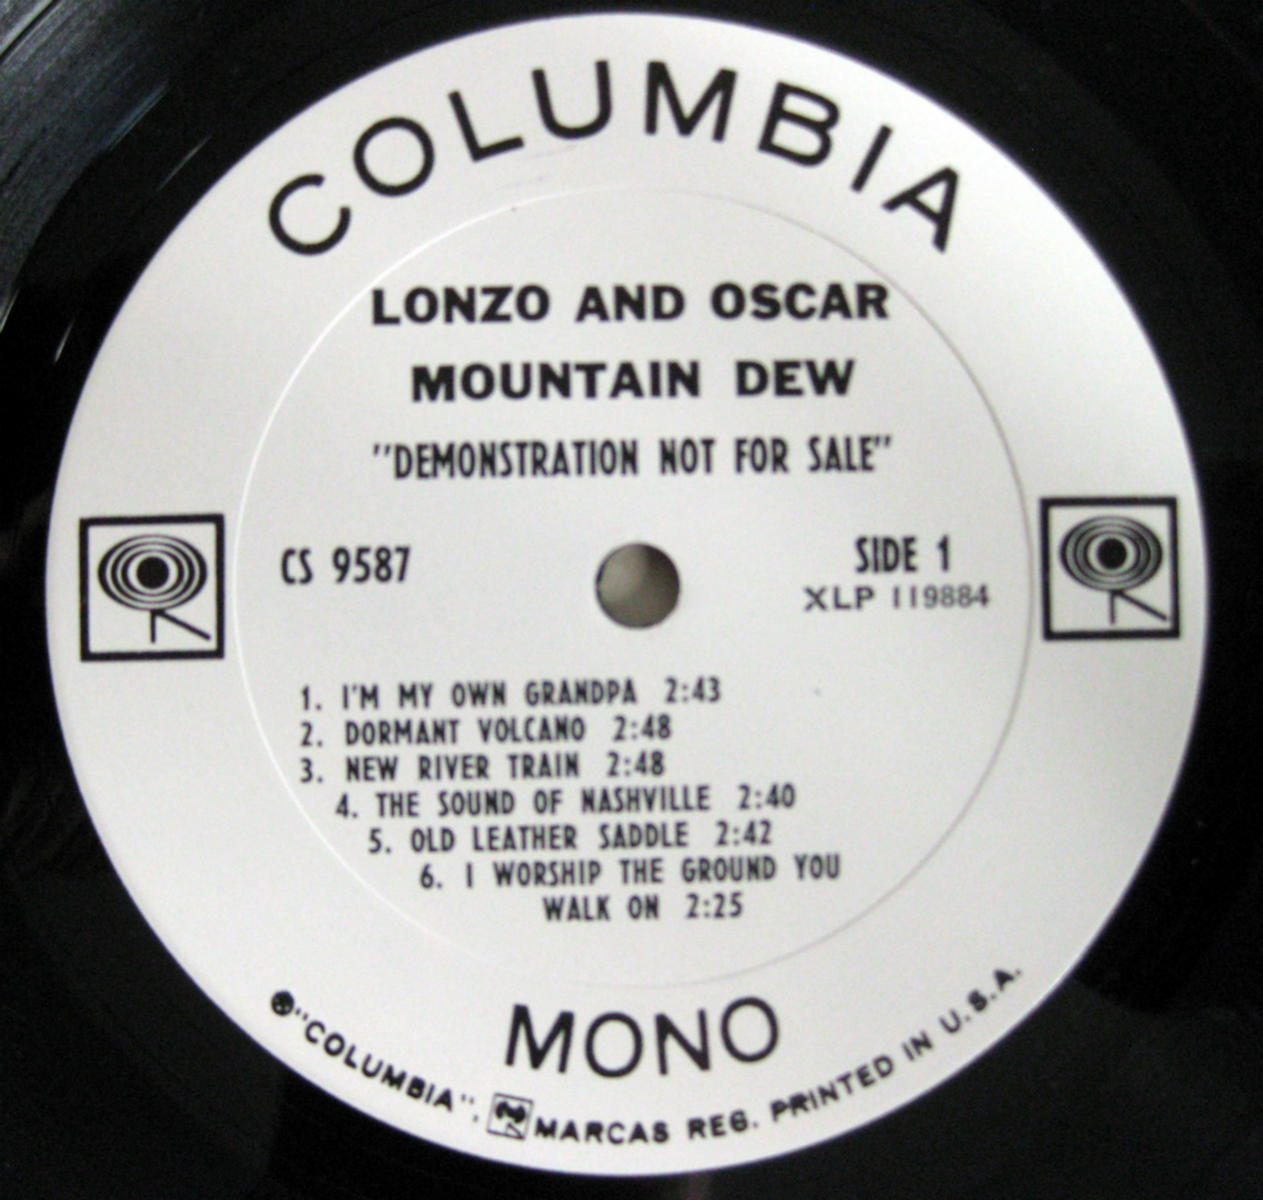 COLUMBIA
LONZO AND OSCAR
MOUNTAIN DEW
"DEMONSTRATION NOT FOR SALE"
CS 9587
SIDE 1
XLP 119884
1. I'M MY OWN GRANDPA 2:43
2. DORMANT VOLCANO 2:48
3. NEW RIVER TRAIN 2:48
4. THE SOUND OF NASHVILLE 2:40
5. OLD LEATHER SADDLE 2:42
6. I WORSHIP THE GROUND YOU
WALK ON 2:25
MONO
® "COLUMBIA", MARCAS REG. PRINTED IN U.S.A.